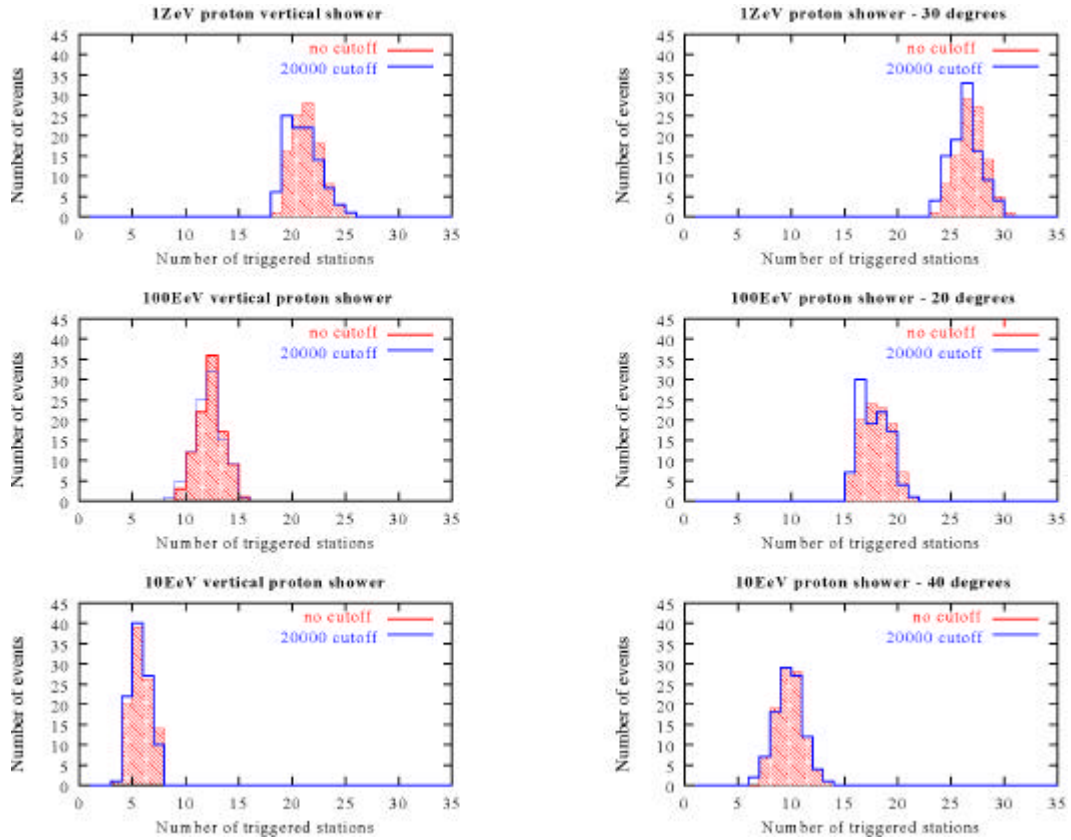 1ZeV proton vertical shower
45
40
35
30
25
20
15
10
5
0
Number of events
no cutoff
20000 cutoff
0 5 10 15 20 25 30 35
Number of triggered stations
1ZeV proton shower - 30 degrees
45
40
35
30
25
20
15
10
5
0
Number of events
no cutoff
20000 cutoff
0 5 10 15 20 25 30 35
Number of triggered stations
100EeV vertical proton shower
45
40
35
30
25
20
15
10
5
0
Number of events
no cutoff
20000 cutoff
0 5 10 15 20 25 30 35
Number of triggered stations
100EeV proton shower - 20 degrees
45
40
35
30
25
20
15
10
5
0
Number of events
no cutoff
20000 cutoff
0 5 10 15 20 25 30 35
Number of triggered stations
10EeV vertical proton shower
45
40
35
30
25
20
15
10
5
0
Number of events
no cutoff
20000 cutoff
0 5 10 15 20 25 30 35
Number of triggered stations
10EeV proton shower - 40 degrees
45
40
35
30
25
20
15
10
5
0
Number of events
no cutoff
20000 cutoff
0 5 10 15 20 25 30 35
Number of triggered stations